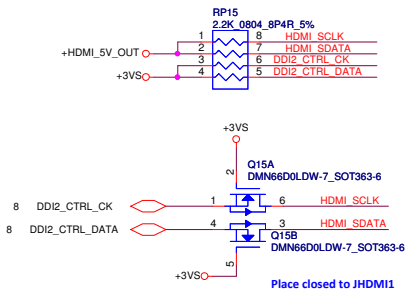 RP15
2.2K_0804_8P4R_5%
1 8 HDMI_SCLK
+HDMI_5V_OUT 2 7 HDMI_SDATA
3 6 DDI2_CTRL_CK
+3VS 4 5 DDI2_CTRL_DATA
+3VS
Q15A
2 DMN66D0LDW-7_SOT363-6
8 DDI2_CTRL_CK 1 6 HDMI_SCLK
8 DDI2_CTRL_DATA 4 3 HDMI_SDATA
Q15B
DMN66D0LDW-7_SOT363-6
5
+3VS
Place closed to JHDMI1